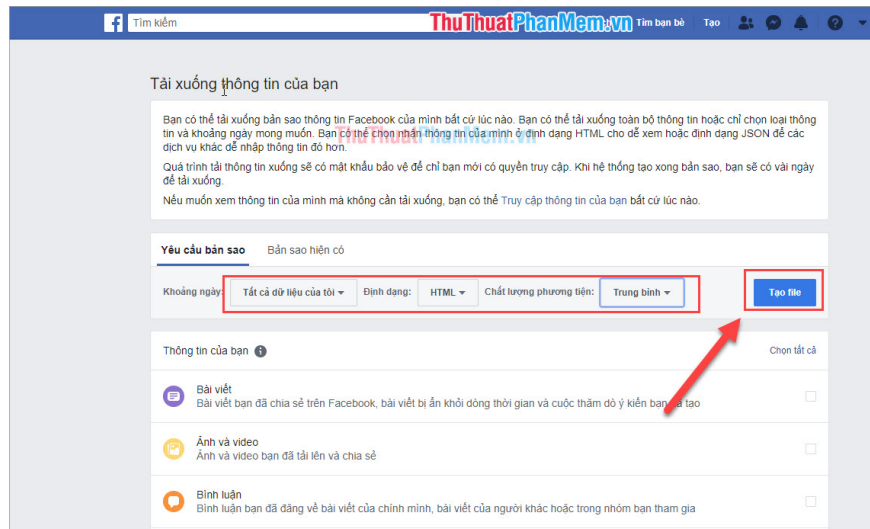 f Tìm kiếm ThuThuatPhanMem.vn Tìm bạn bè Tạo
Tải xuống thông tin của bạn
Bạn có thể tải xuống bản sao thông tin Facebook của mình bất cứ lúc nào. Bạn có thể tải xuống toàn bộ thông tin hoặc chỉ chọn loại thông
tin và khoảng ngày mong muốn. Bạn có thể chọn nhận thông tin của mình ở định dạng HTML cho dễ xem hoặc định dạng JSON để các
dịch vụ khác dễ nhập thông tin đó hơn.
ThuThuatPhanMem.vn
Quá trình tải thông tin xuống sẽ có mật khẩu bảo vệ để chỉ bạn mới có quyền truy cập. Khi hệ thống tạo xong bản sao, bạn sẽ có vài ngày
để tải xuống.
Nếu muốn xem thông tin của mình mà không cần tải xuống, bạn có thể Truy cập thông tin của bạn bất cứ lúc nào.
Yêu cầu bản sao Bản sao hiện có
Khoảng ngày: Tất cả dữ liệu của tôi Định dạng: HTML Chất lượng phương tiện: Trung bình Tạo file
Thông tin của bạn Chọn tất cả
Bài viết
Bài viết bạn đã chia sẻ trên Facebook, bài viết bị ẩn khỏi dòng thời gian và cuộc thăm dò ý kiến bạn tạo
Ảnh và video
Ảnh và video bạn đã tải lên và chia sẻ
Bình luận
Bình luận bạn đã đăng về bài viết của chính mình, bài viết của người khác hoặc trong nhóm bạn tham gia